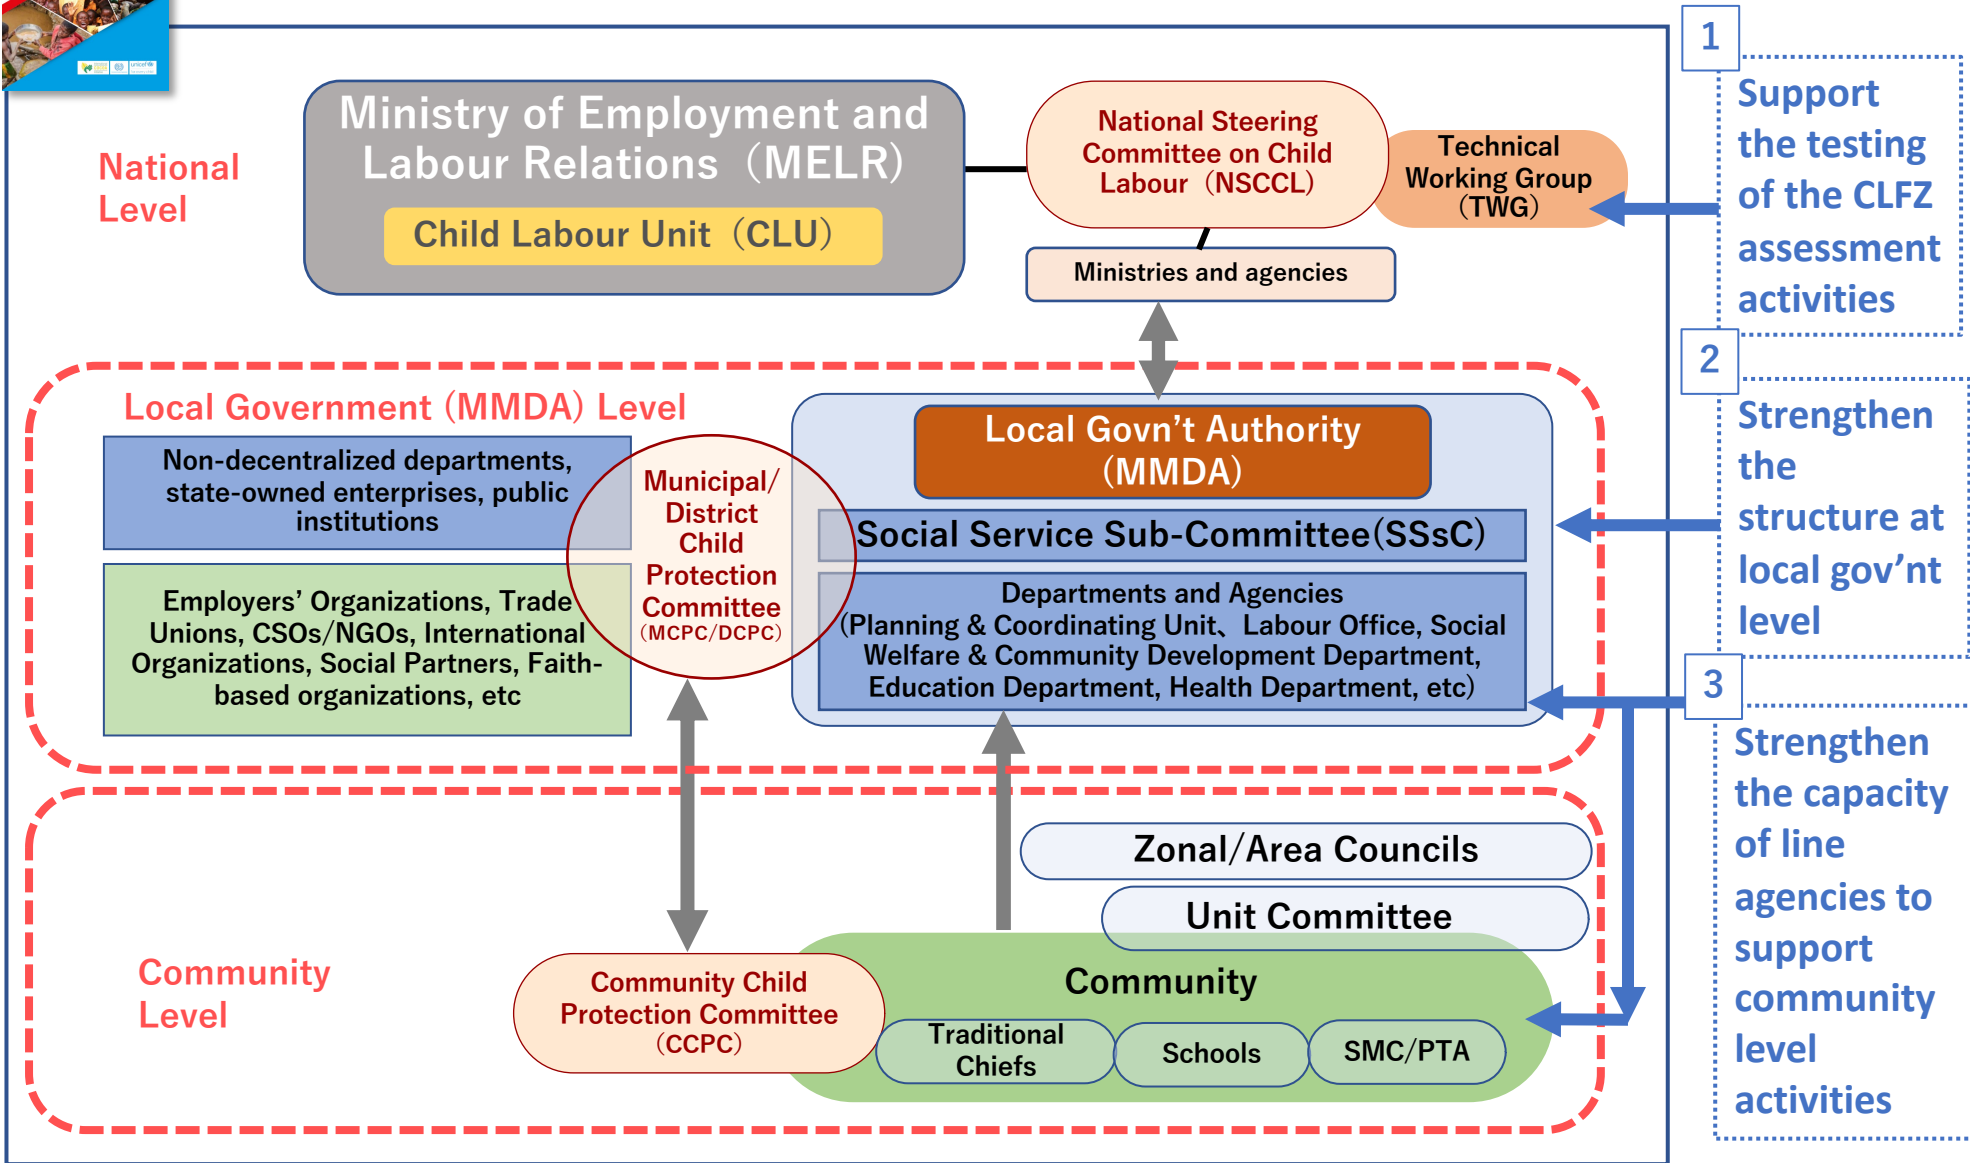 unicef
National
Level
Ministry of Employment and
Labour Relations（MELR）
Child Labour Unit（CLU）
National Steering
Committee on Child
Labour（NSCCL）
Technical
Working Group
(TWG)
Ministries and agencies
1
Support
the testing
of the CLFZ
assessment
activities
Local Government (MMDA) Level
Non-decentralized departments,
state-owned enterprises, public
institutions
Employers’ Organizations, Trade
Unions, CSOs/NGOs, International
Organizations, Social Partners, Faith-
based organizations, etc
Municipal/
District
Child
Protection
Committee
(MCPC/DCPC)
Local Govn’t Authority
(MMDA)
Social Service Sub-Committee(SSsC)
Departments and Agencies
(Planning & Coordinating Unit、Labour Office, Social
Welfare & Community Development Department,
Education Department, Health Department, etc)
2
Strengthen
the
structure at
local gov’nt
level
Community
Level
Zonal/Area Councils
Unit Committee
Community
Community Child
Protection Committee
(CCPC)
Traditional
Chiefs
Schools
SMC/PTA
3
Strengthen
the capacity
of line
agencies to
support
community
level
activities